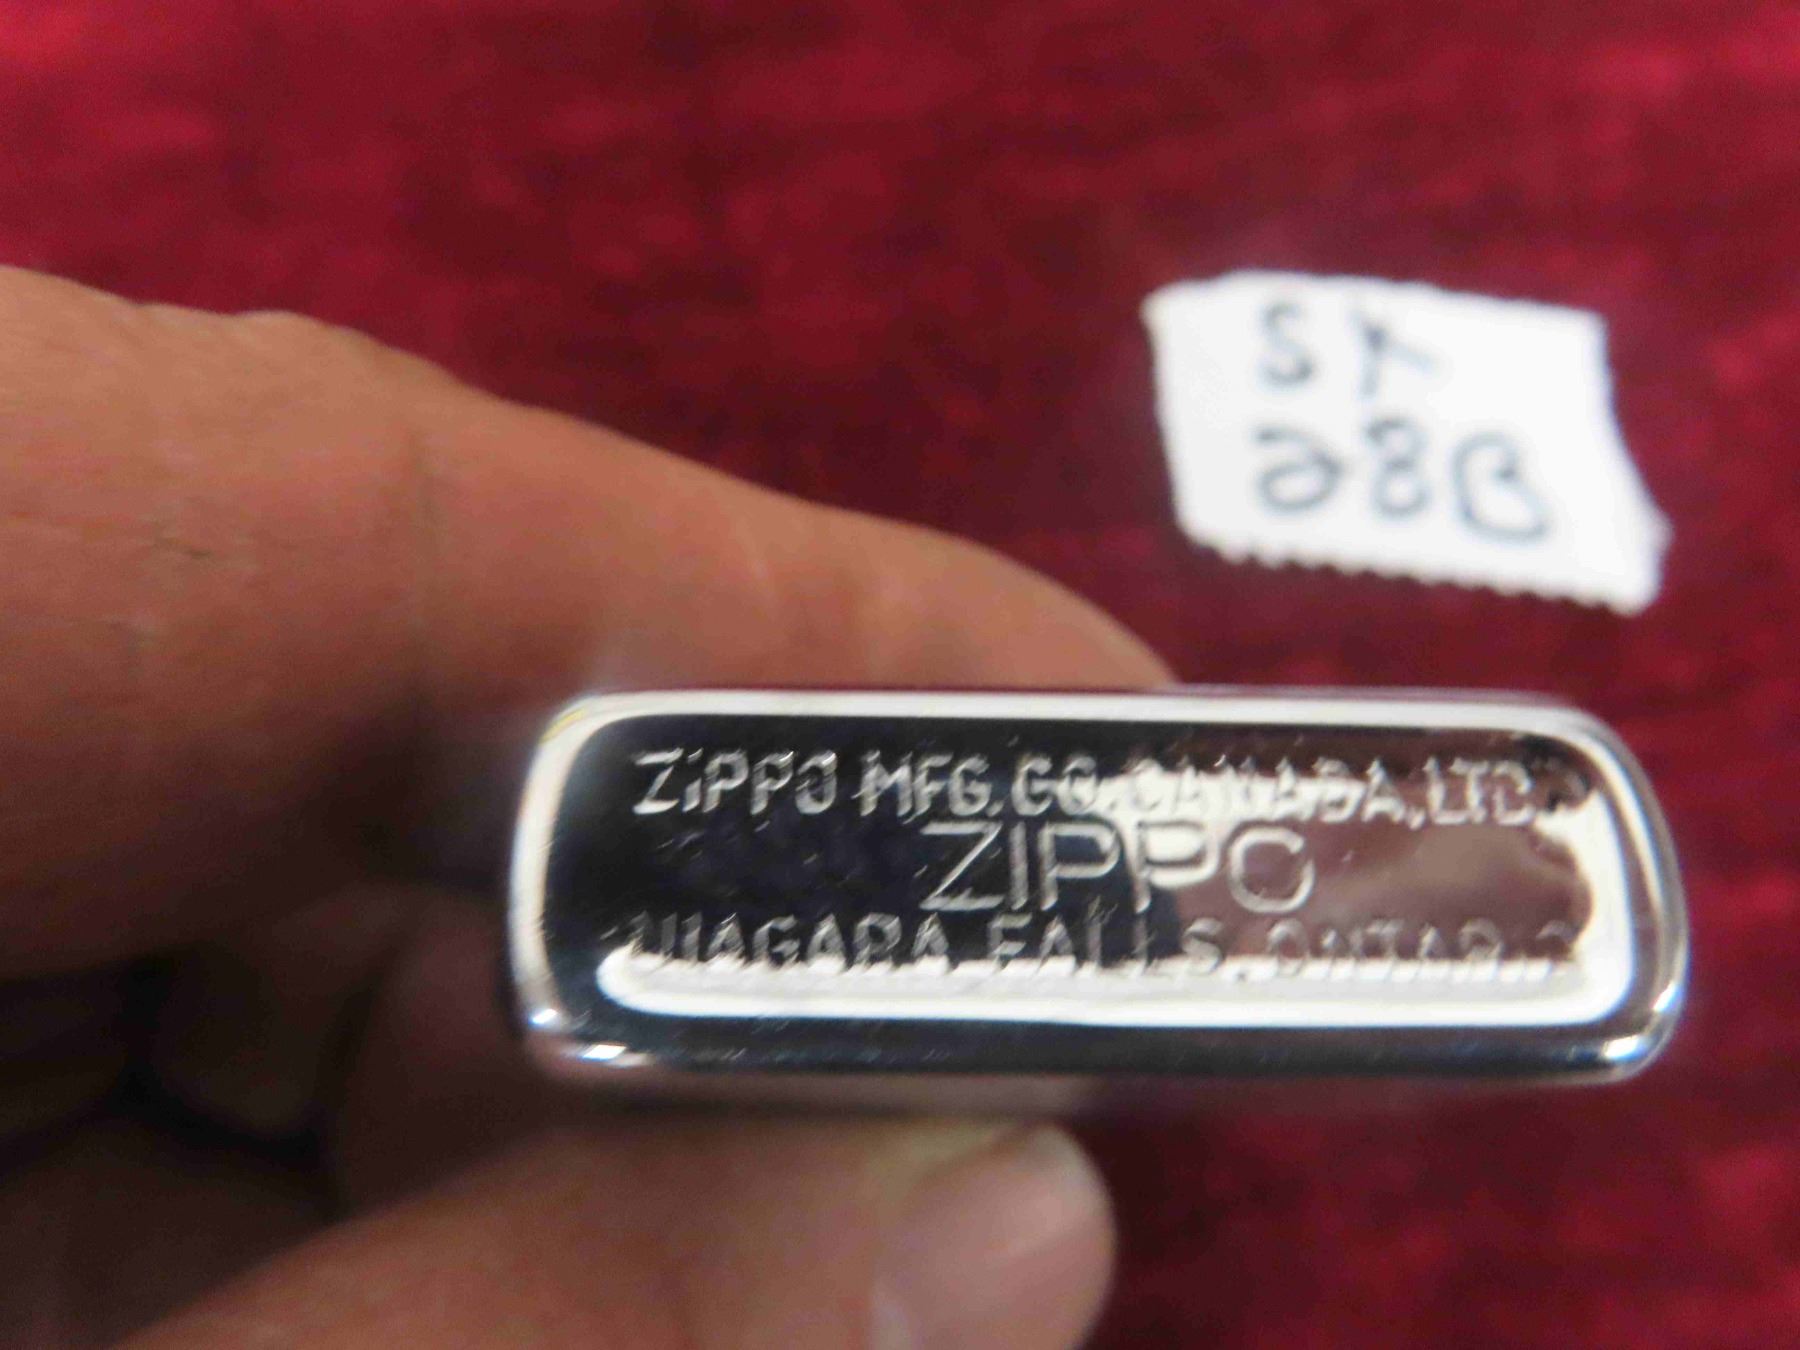 ZIPPO MFG.CO.CANADA,LTD.
ZIPPO
NIAGARA FALLS, ONTARIO